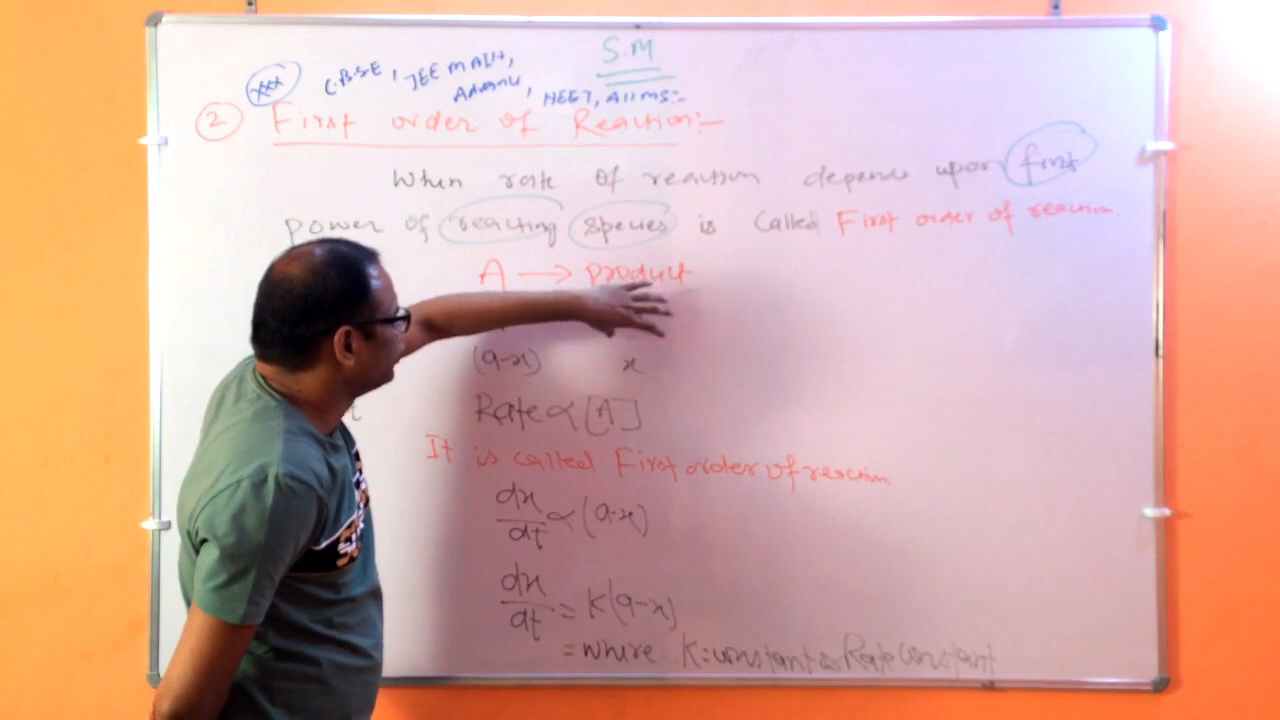 S.M
xxx CBSE, JEE MAIN,
Advanc, NEET, AIIMS:-
2 First order of Reaction:-
When rate of reaction depends upon first
power of reacting species is called First order of reaction.
A → product
(a-x) x
t Rate ∝ [A]
It is called First order of reaction
dx/dt ∝ (a-x)
dx/dt = K(a-x)
= where K = constant Rate constant